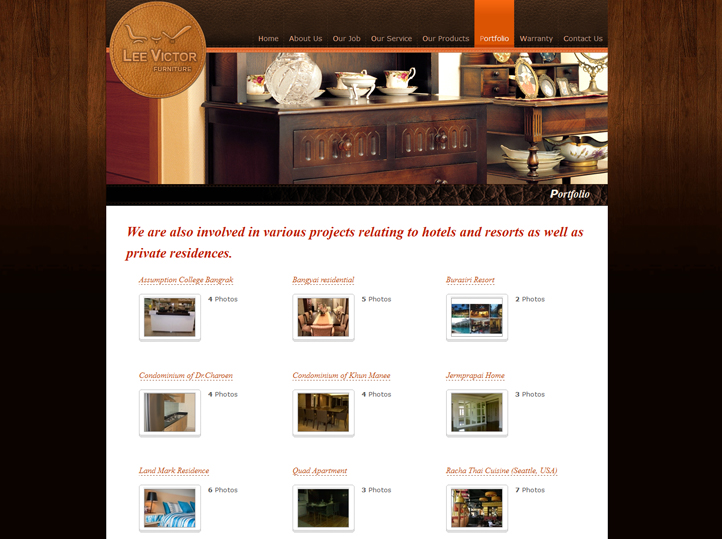 LEE VICTOR
FURNITURE
Home About Us Our Job Our Service Our Products Portfolio Warranty Contact Us
Portfolio
We are also involved in various projects relating to hotels and resorts as well as
private residences.
Assumption College Bangrak Bangyai residential Burasiri Resort
4 Photos 5 Photos 2 Photos
Condominium of Dr.Charoen Condominium of Khun Manee Jermprapai Home
4 Photos 4 Photos 3 Photos
Land Mark Residence Quad Apartment Racha Thai Cuisine (Seattle, USA)
6 Photos 3 Photos 7 Photos